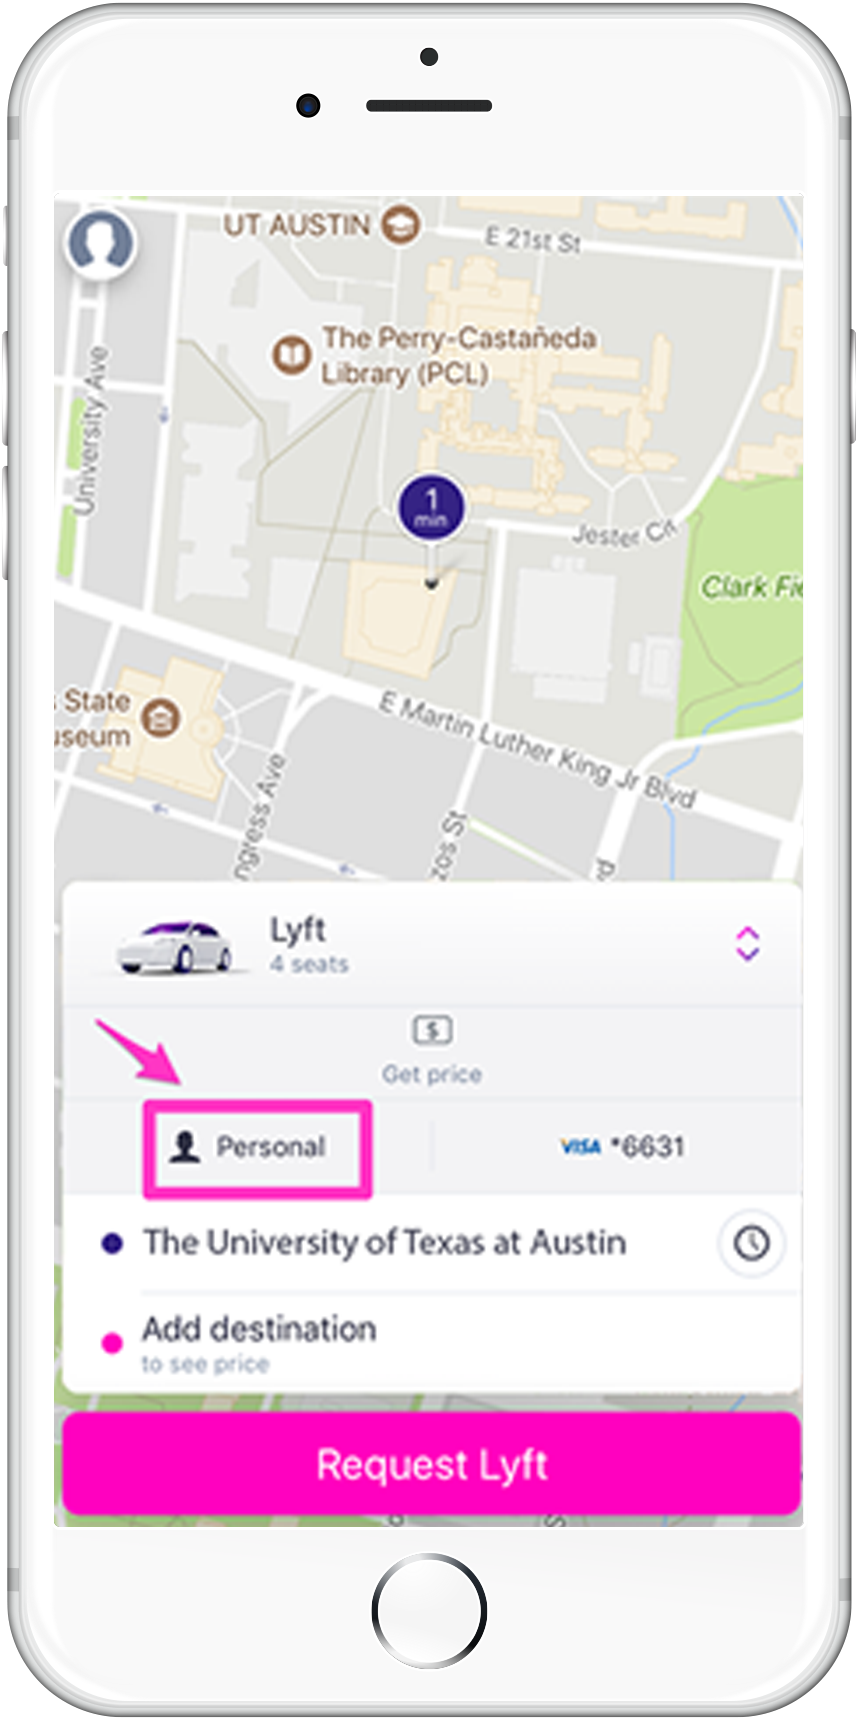 UT AUSTIN
E 21st St
The Perry-Castañeda
Library (PCL)
University Ave
1
min
Jester Cir
Clark Fie
State
useum
E Martin Luther King Jr Blvd
ngress Ave
zos St
rd
Lyft
4 seats
$
Get price
Personal
VISA *6631
The University of Texas at Austin
Add destination
to see price
Request Lyft